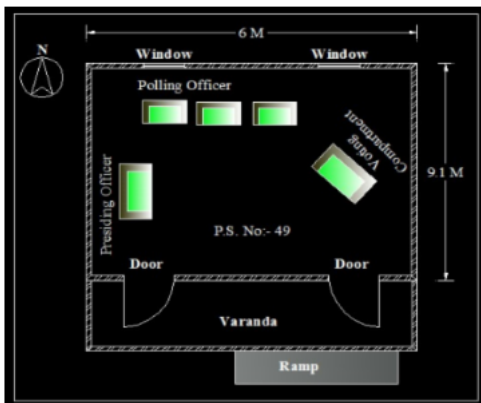 6 M
N
Window
Window
Polling Officer
Voting
Compartment
9.1 M
Presiding Officer
P.S. No:- 49
Door
Door
Varanda
Ramp